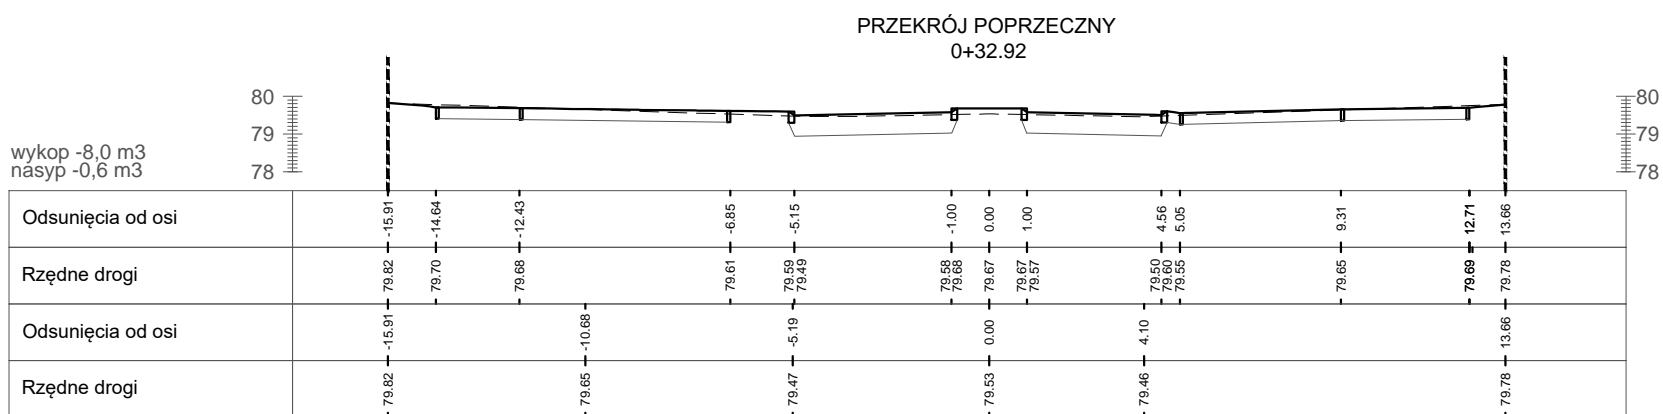 PRZEKRÓJ POPRZECZNY
0+32.92
80
79
78
80
79
78
wykop -8,0 m3
nasyp -0,6 m3
Odsunięcia od osi -15.91 -14.64 -12.43 -6.85 -5.15 -1.00 0.00 1.00 4.56 5.05 9.31 12.71 13.66
Rzędne drogi 79.82 79.70 79.68 79.61 79.59 79.49 79.58 79.68 79.67 79.67 79.57 79.50 79.60 79.55 79.65 79.69 79.78
Odsunięcia od osi -15.91 -10.68 -5.19 0.00 4.10 13.66
Rzędne drogi 79.82 79.65 79.47 79.53 79.46 79.78